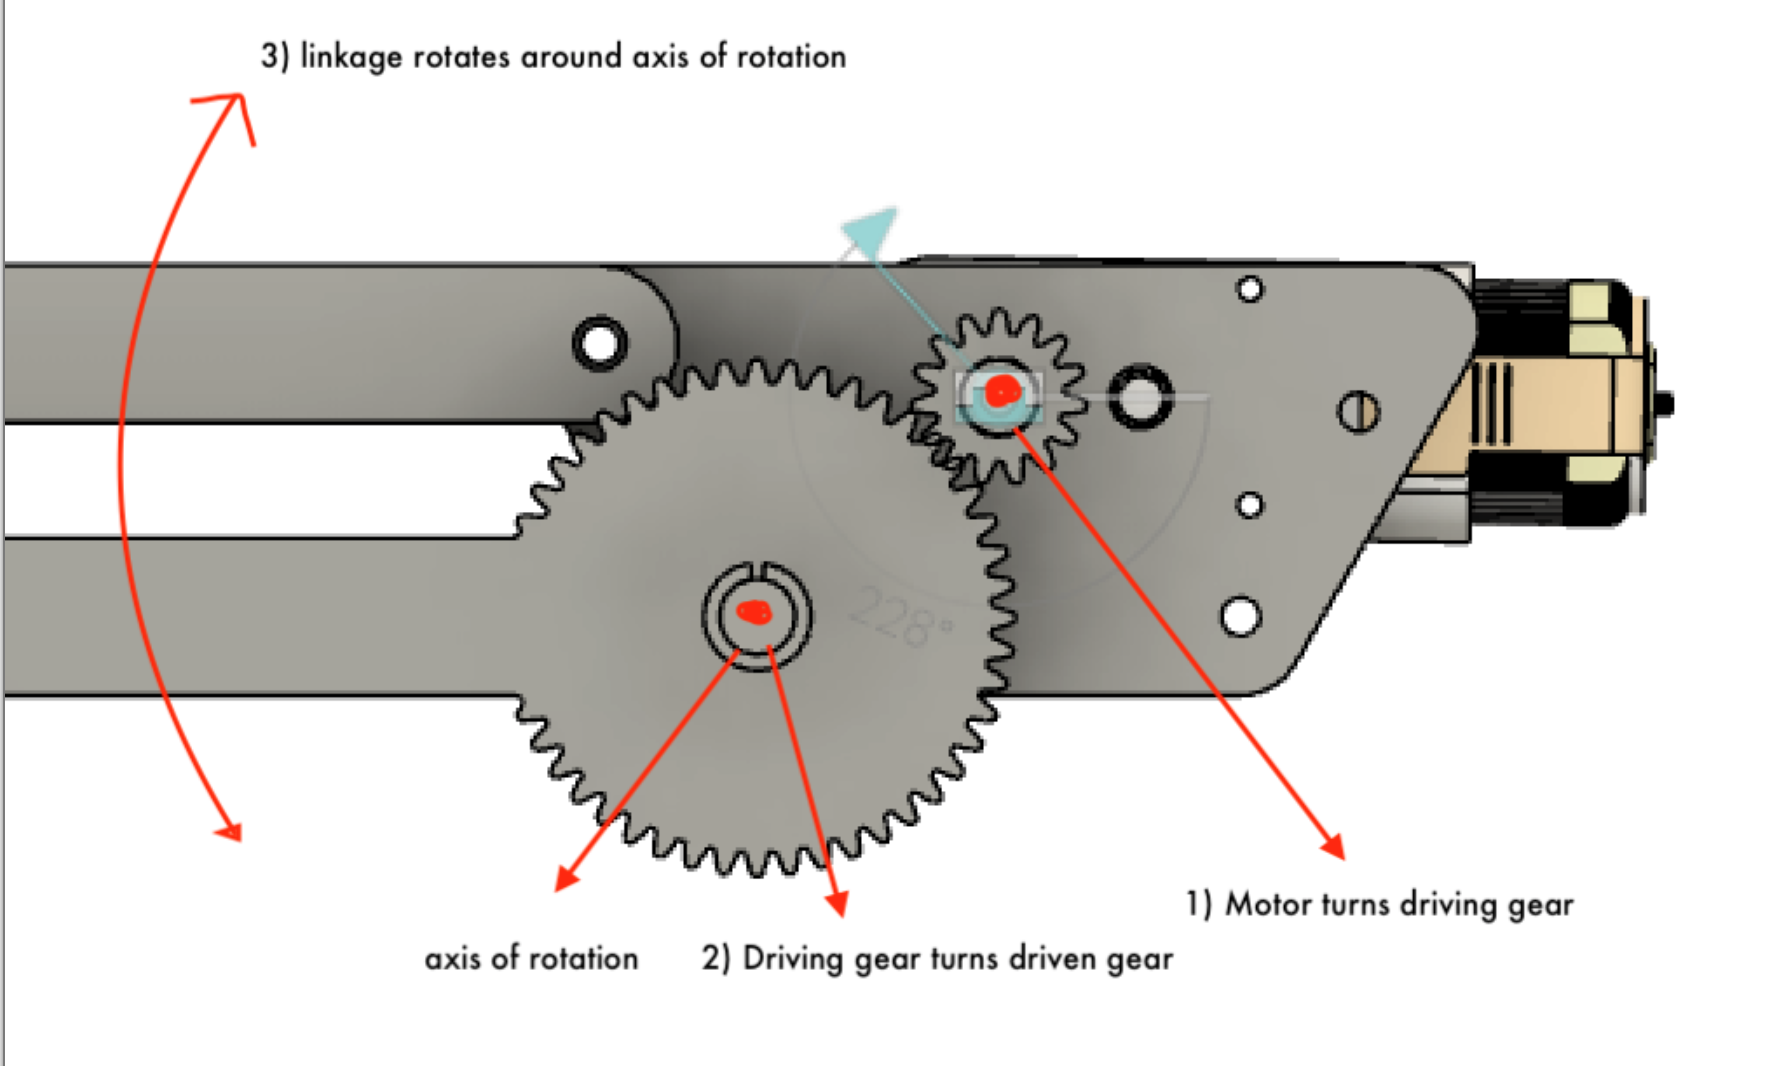 3) linkage rotates around axis of rotation
228°
1) Motor turns driving gear
axis of rotation
2) Driving gear turns driven gear